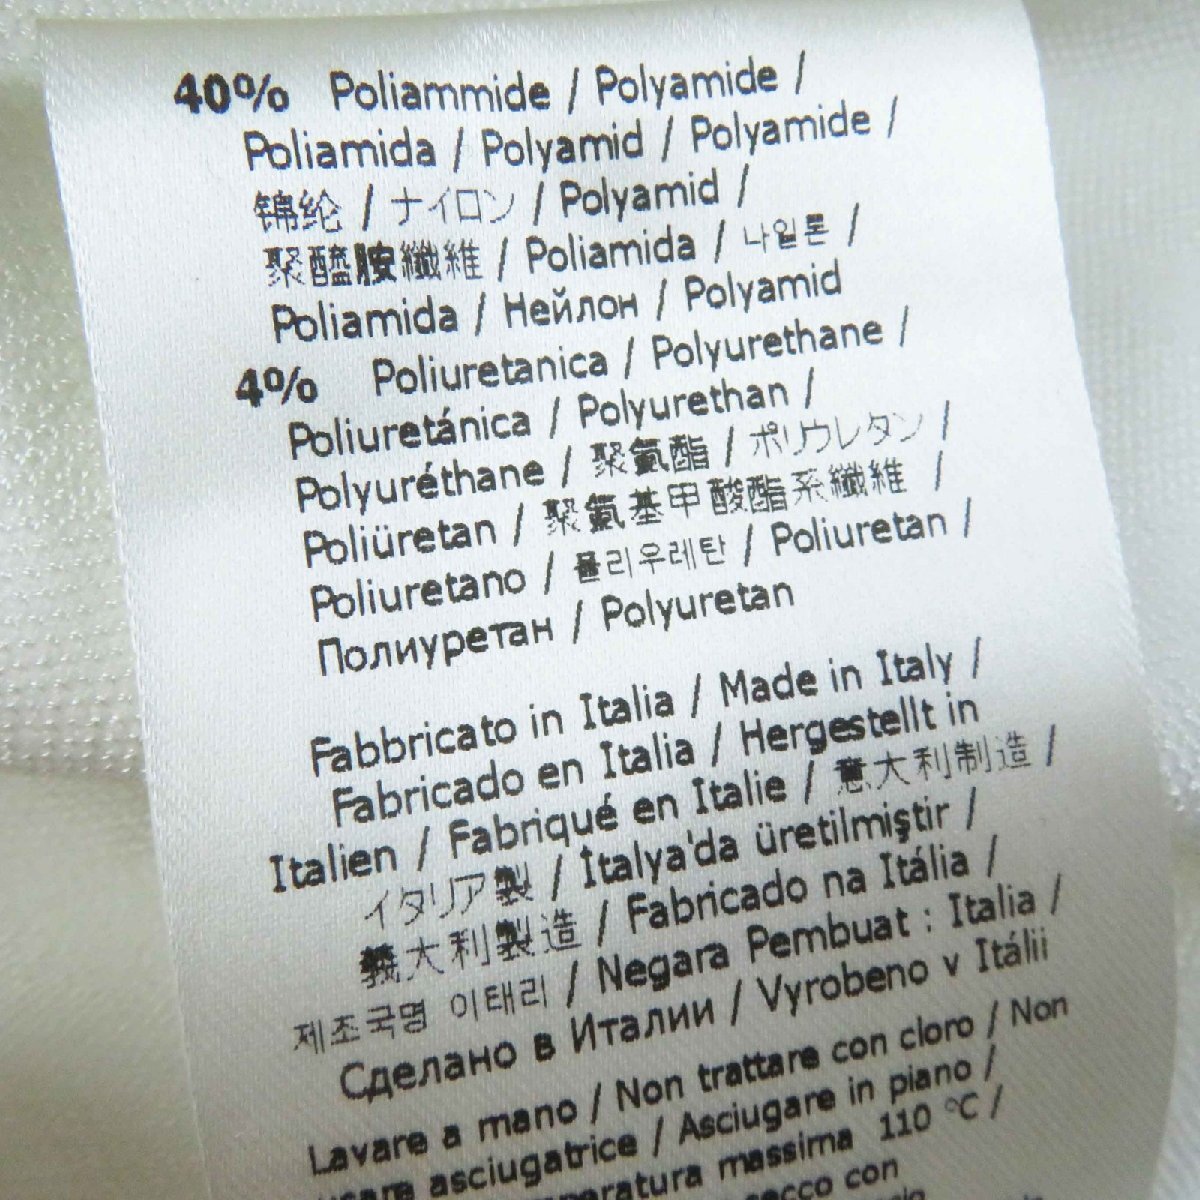 40% Poliammide / Polyamide /
Poliamida / Polyamid / Polyamide /
锦纶 / ナイロン / Polyamid /
聚醯胺纖維 / Poliamida / 나일론 /
Poliamida / Нейлон / Polyamid
4% Poliuretanica / Polyurethane /
Poliuretánica / Polyurethan /
Polyuréthane / 聚氨酯 / ポリウレタン /
Poliüretan / 聚氨基甲酸酯系纖維 /
Poliuretano / 폴리우레탄 / Poliuretan /
Полиуретан / Polyuretan
Fabbricato in Italia / Made in Italy /
Fabricado en Italia / Hergestellt in
Italien / Fabriqué en Italie / 意大利制造 /
イタリア製 / İtalya'da üretilmiştir /
義大利製造 / Fabricado na Itália /
제조국명 이태리 / Negara Pembuat : Italia /
Сделано в Италии / Vyrobeno v Itálii
Lavare a mano / Non trattare con cloro / Non
asciugatrice / Asciugare in piano /
massima 110 °C /
secco con